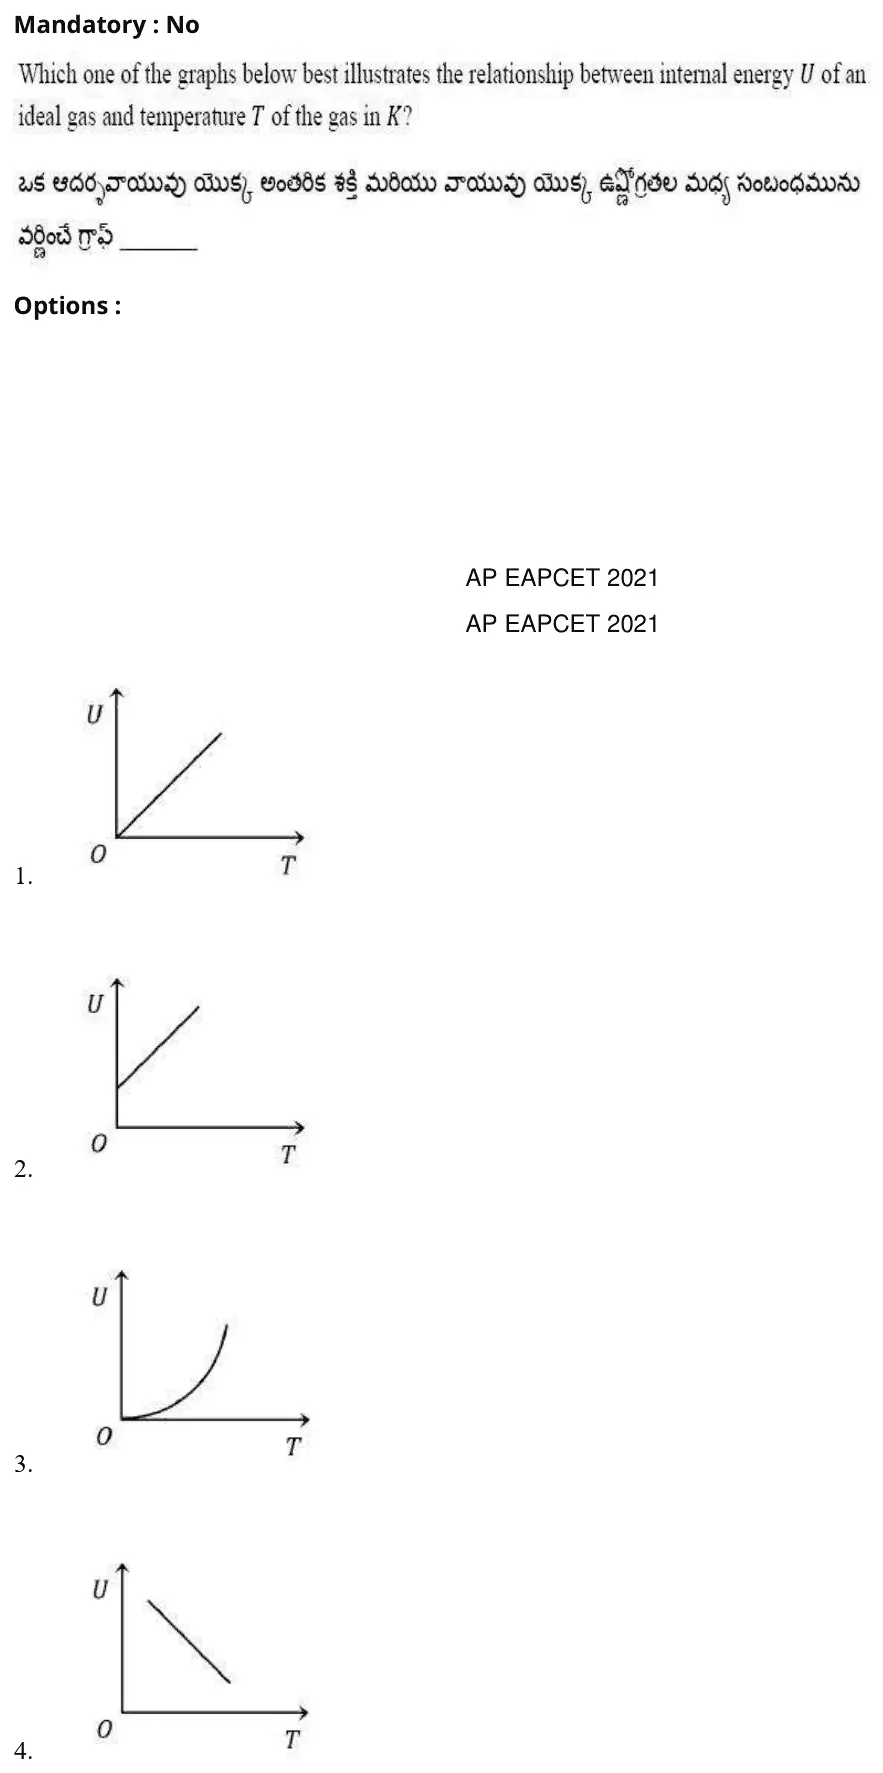 Mandatory : No
Which one of the graphs below best illustrates the relationship between internal energy U of an
ideal gas and temperature T of the gas in K?
ఒక ఆదర్శవాయువు యొక్క అంతరిక శక్తి మరియు వాయువు యొక్క ఉష్ణోగ్రతల మధ్య సంబంధమును
వర్ణించే గ్రాఫ్ ______
Options :
AP EAPCET 2021
AP EAPCET 2021
U
O
T
1.
U
O
T
2.
U
O
T
3.
U
O
T
4.